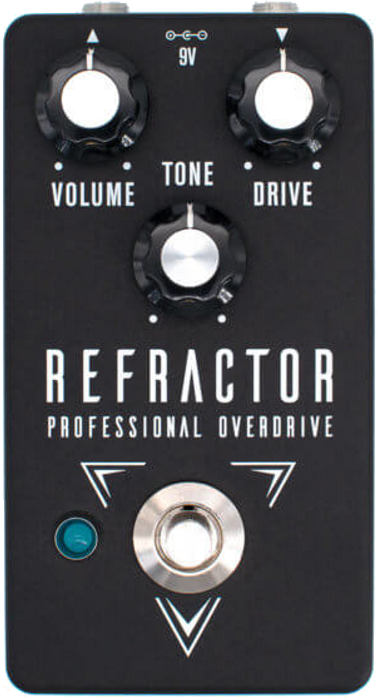 9V
VOLUME
TONE
DRIVE
REFRACTOR
PROFESSIONAL OVERDRIVE